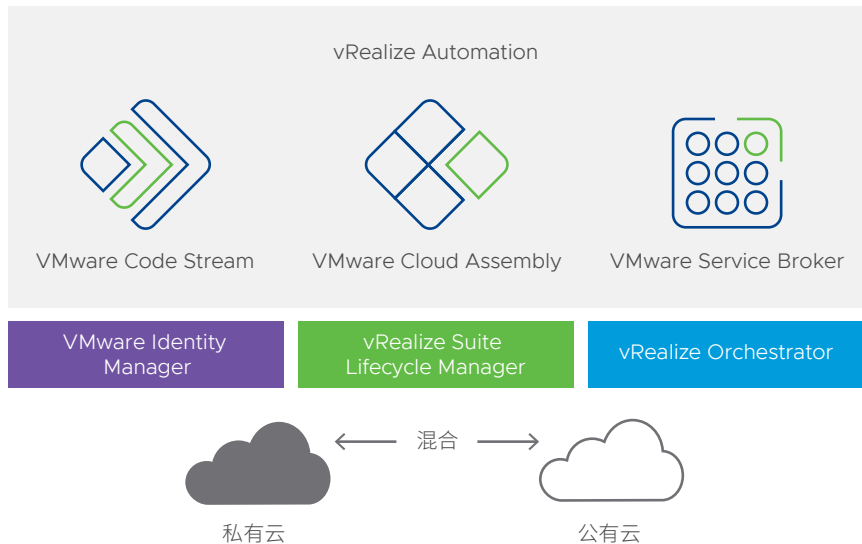 vRealize Automation
VMware Code Stream
VMware Cloud Assembly
VMware Service Broker
VMware Identity
Manager
vRealize Suite
Lifecycle Manager
vRealize Orchestrator
混合
私有云
公有云